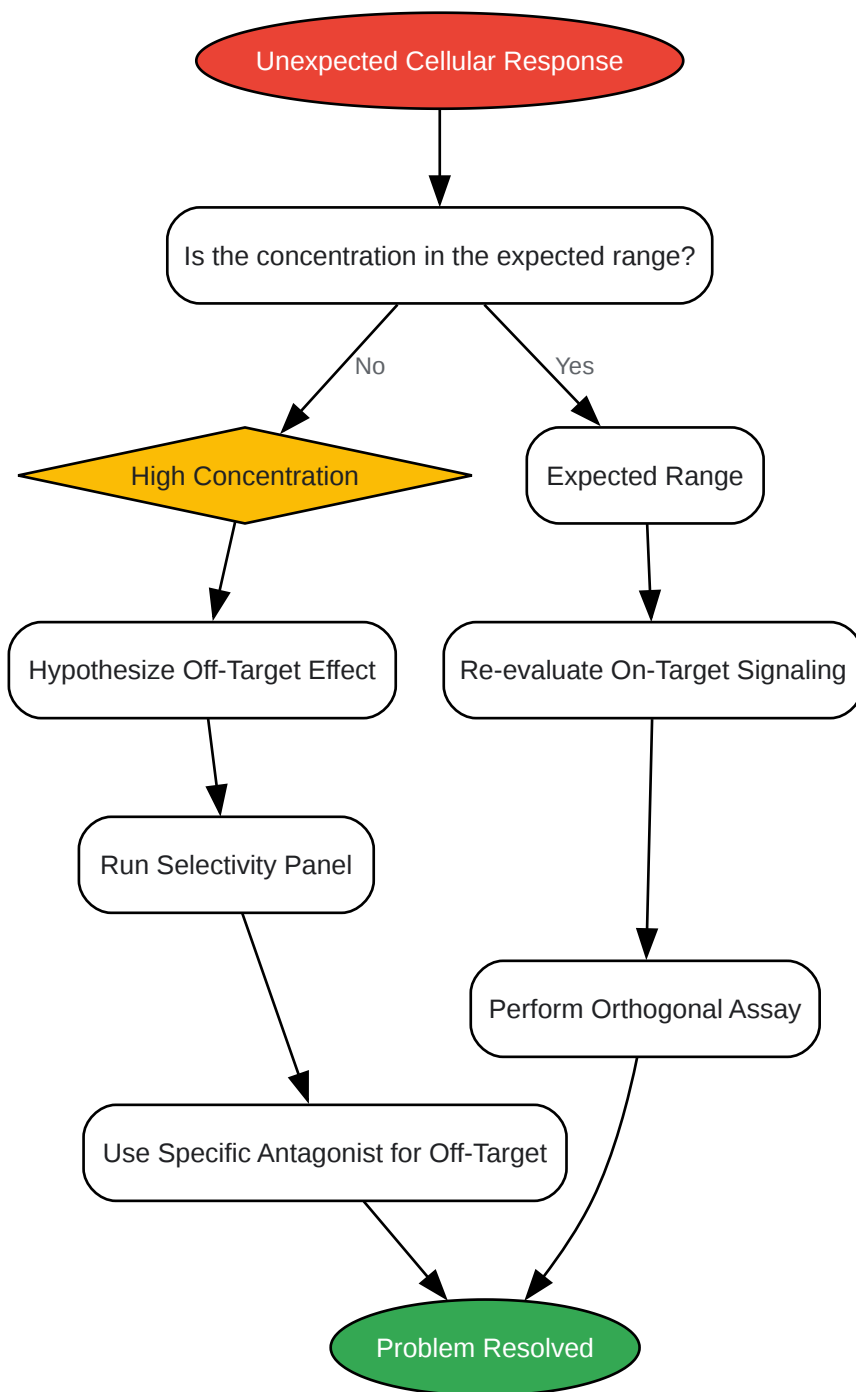 Unexpected Cellular Response
Is the concentration in the expected range?
No
Yes
High Concentration
Expected Range
Hypothesize Off-Target Effect
Re-evaluate On-Target Signaling
Run Selectivity Panel
Perform Orthogonal Assay
Use Specific Antagonist for Off-Target
Problem Resolved